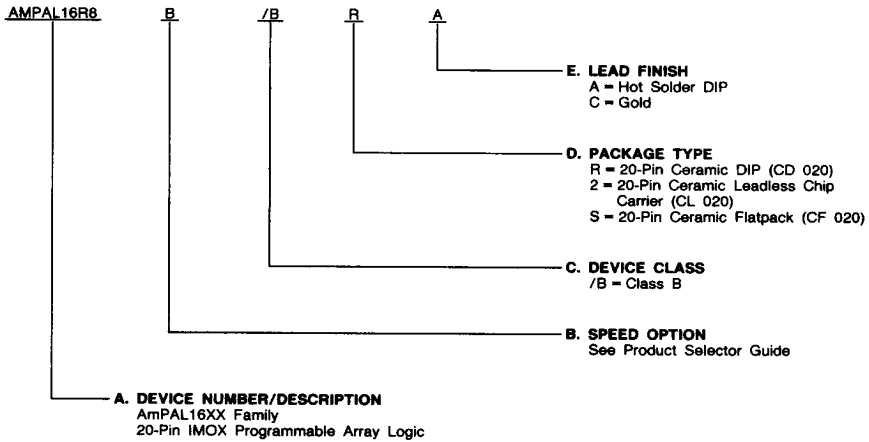 AMPAL16R8 B /B R A
E. LEAD FINISH
A = Hot Solder DIP
C = Gold
D. PACKAGE TYPE
R = 20-Pin Ceramic DIP (CD 020)
2 = 20-Pin Ceramic Leadless Chip
Carrier (CL 020)
S = 20-Pin Ceramic Flatpack (CF 020)
C. DEVICE CLASS
/B = Class B
B. SPEED OPTION
See Product Selector Guide
A. DEVICE NUMBER/DESCRIPTION
AmPAL16XX Family
20-Pin IMOX Programmable Array Logic